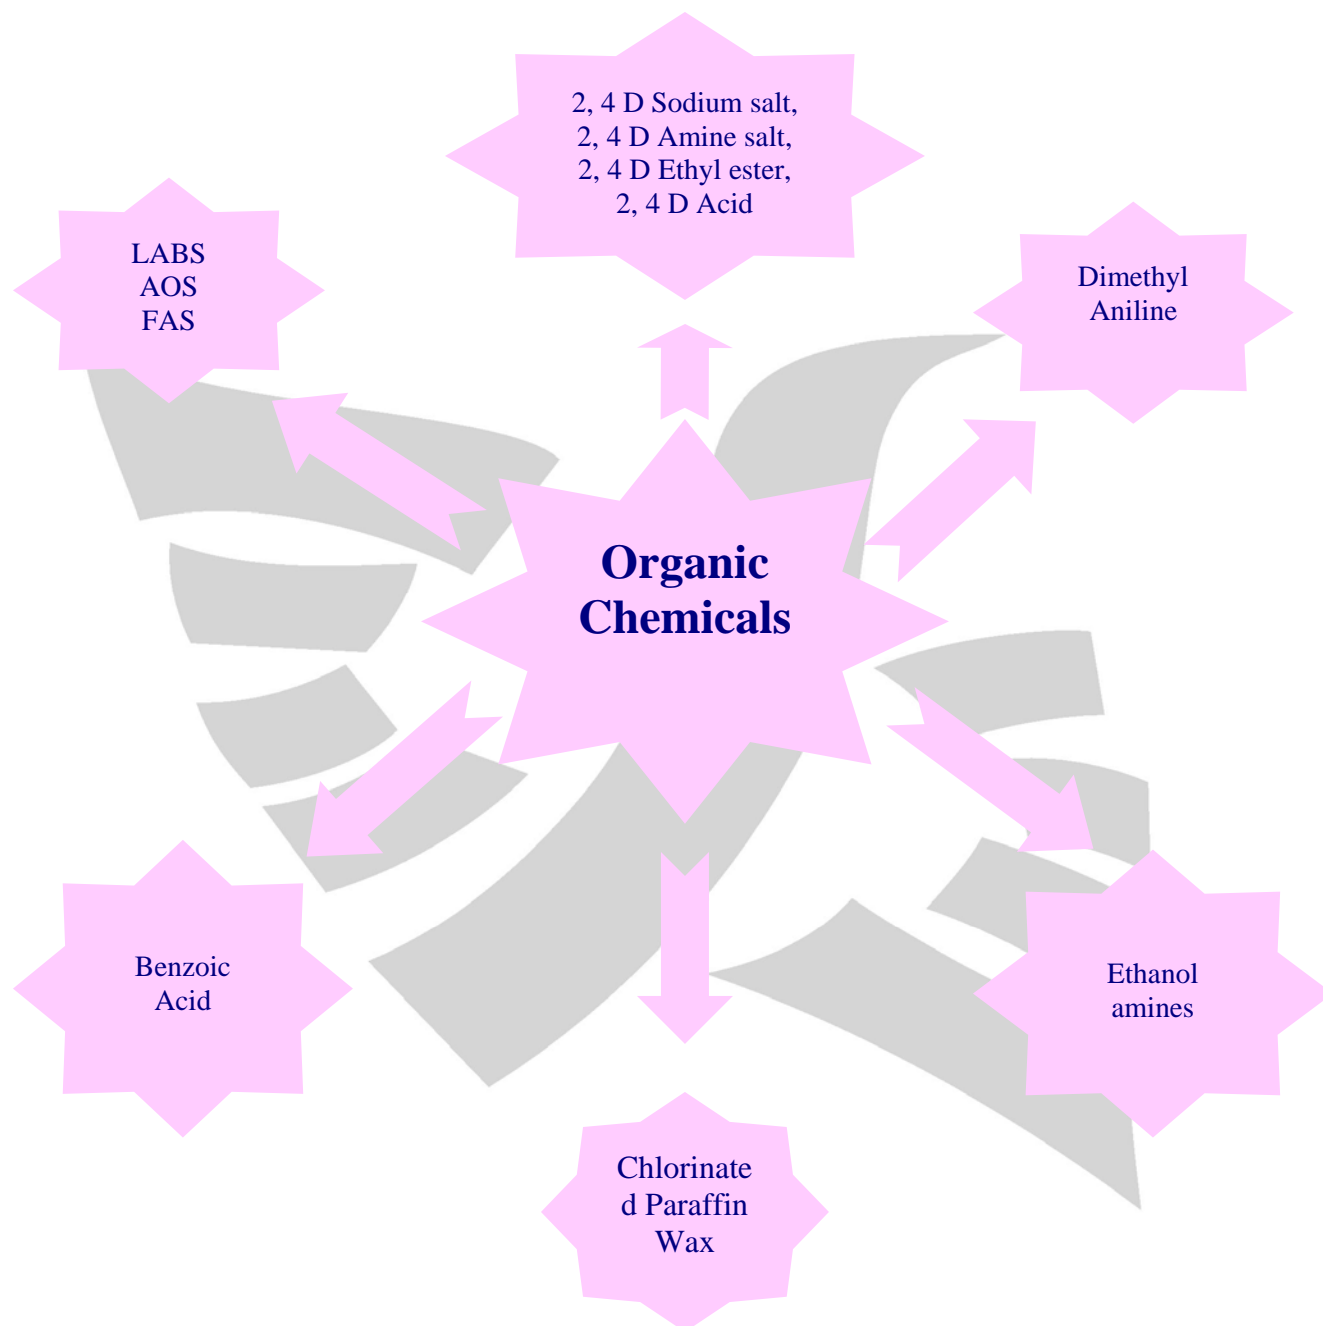 2, 4 D Sodium salt,
2, 4 D Amine salt,
2, 4 D Ethyl ester,
2, 4 D Acid
LABS
AOS
FAS
Dimethyl
Aniline
Organic
Chemicals
Benzoic
Acid
Ethanol
amines
Chlorinate
d Paraffin
Wax